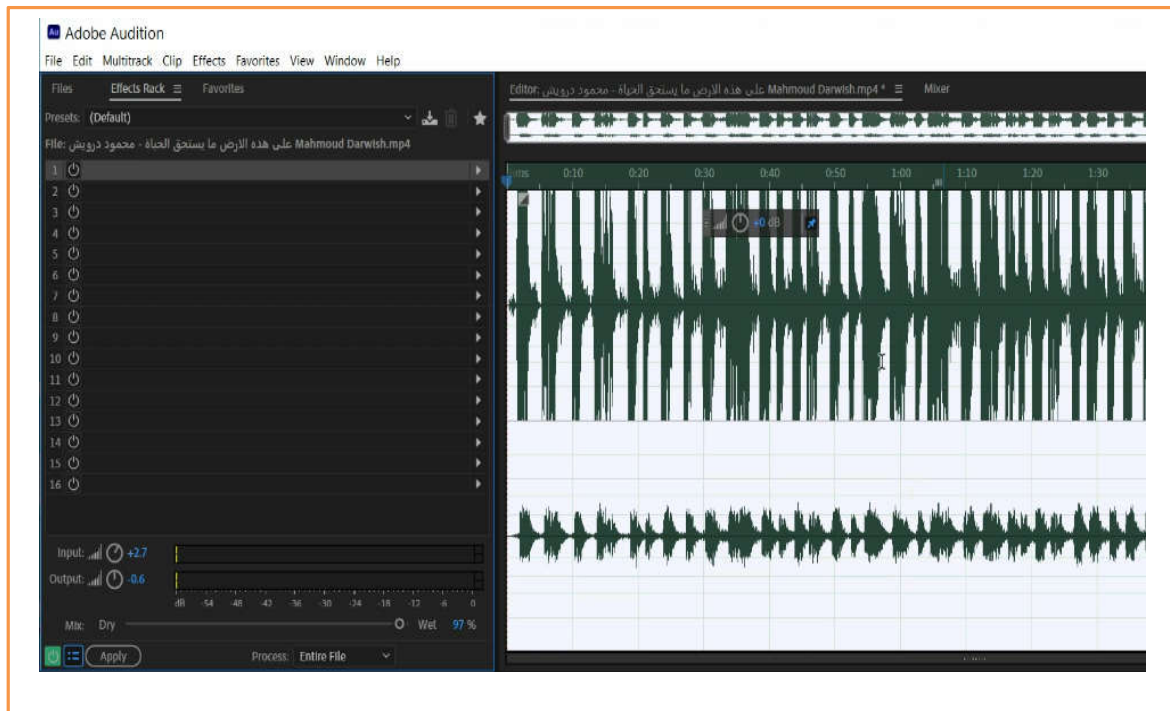 Au Adobe Audition
File Edit Multitrack Clip Effects Favorites View Window Help
Files Effects Rack Favorites
Presets: (Default)
File: على هذه الارض ما يستحق الحياة - محمود درويش Mahmoud Darwish.mp4
1
2
3
4
5
6
7
8
9
10
11
12
13
14
15
16
Input: +2.7
Output: -0.6
dB -54 -48 -42 -36 -30 -24 -18 -12 -6 0
Mix: Dry Wet 97 %
Apply Process: Entire File
Editor: على هذه الارض ما يستحق الحياة - محمود درويش Mahmoud Darwish.mp4 * Mixer
hms 0:10 0:20 0:30 0:40 0:50 1:00 1:10 1:20 1:30
+0 dB